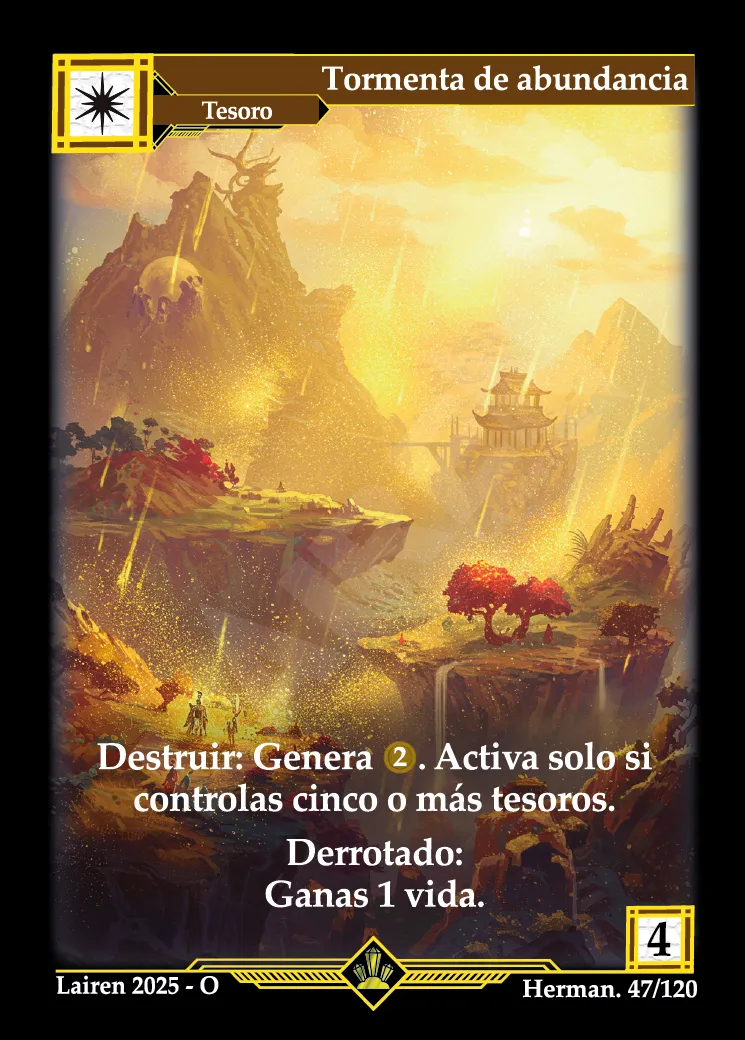 Tormenta de abundancia
Tesoro
Destruir: Genera 2. Activa solo si
controlas cinco o más tesoros.
Derrotado:
Ganas 1 vida.
4
Lairen 2025 - O
Herman. 47/120